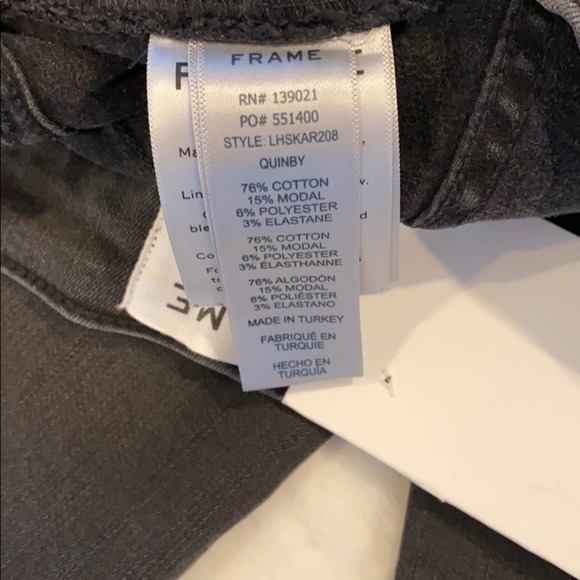 FRAME
RN# 139021
PO# 551400
STYLE: LHSKAR208
QUINBY
76% COTTON
15% MODAL
6% POLYESTER
3% ELASTANE
76% COTTON
15% MODAL
6% POLYESTER
3% ÉLASTHANNE
76% ALGODÓN
15% MODAL
6% POLIÉSTER
3% ELASTANO
MADE IN TURKEY
FABRIQUÉ EN
TURQUIE
HECHO EN
TURQUÍA